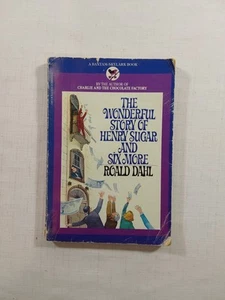 A BANTAM SKYLARK BOOK
BY THE AUTHOR OF
CHARLIE AND THE CHOCOLATE FACTORY
THE
WONDERFUL
STORY OF
HENRY SUGAR
AND
SIX MORE
ROALD DAHL